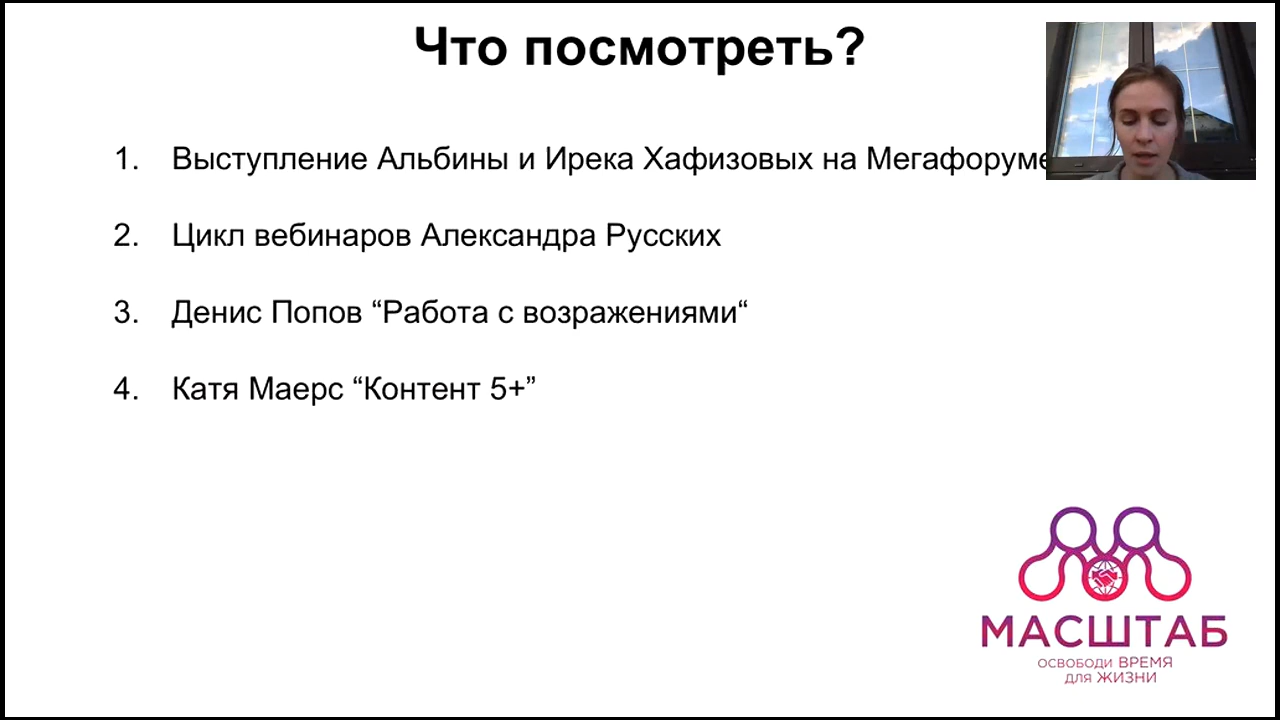 Что посмотреть?
1. Выступление Альбины и Ирека Хафизовых на Мегафоруме
2. Цикл вебинаров Александра Русских
3. Денис Попов “Работа с возражениями“
4. Катя Маерс “Контент 5+”
МАСШТАБ
ОСВОБОДИ ВРЕМЯ
ДЛЯ ЖИЗНИ